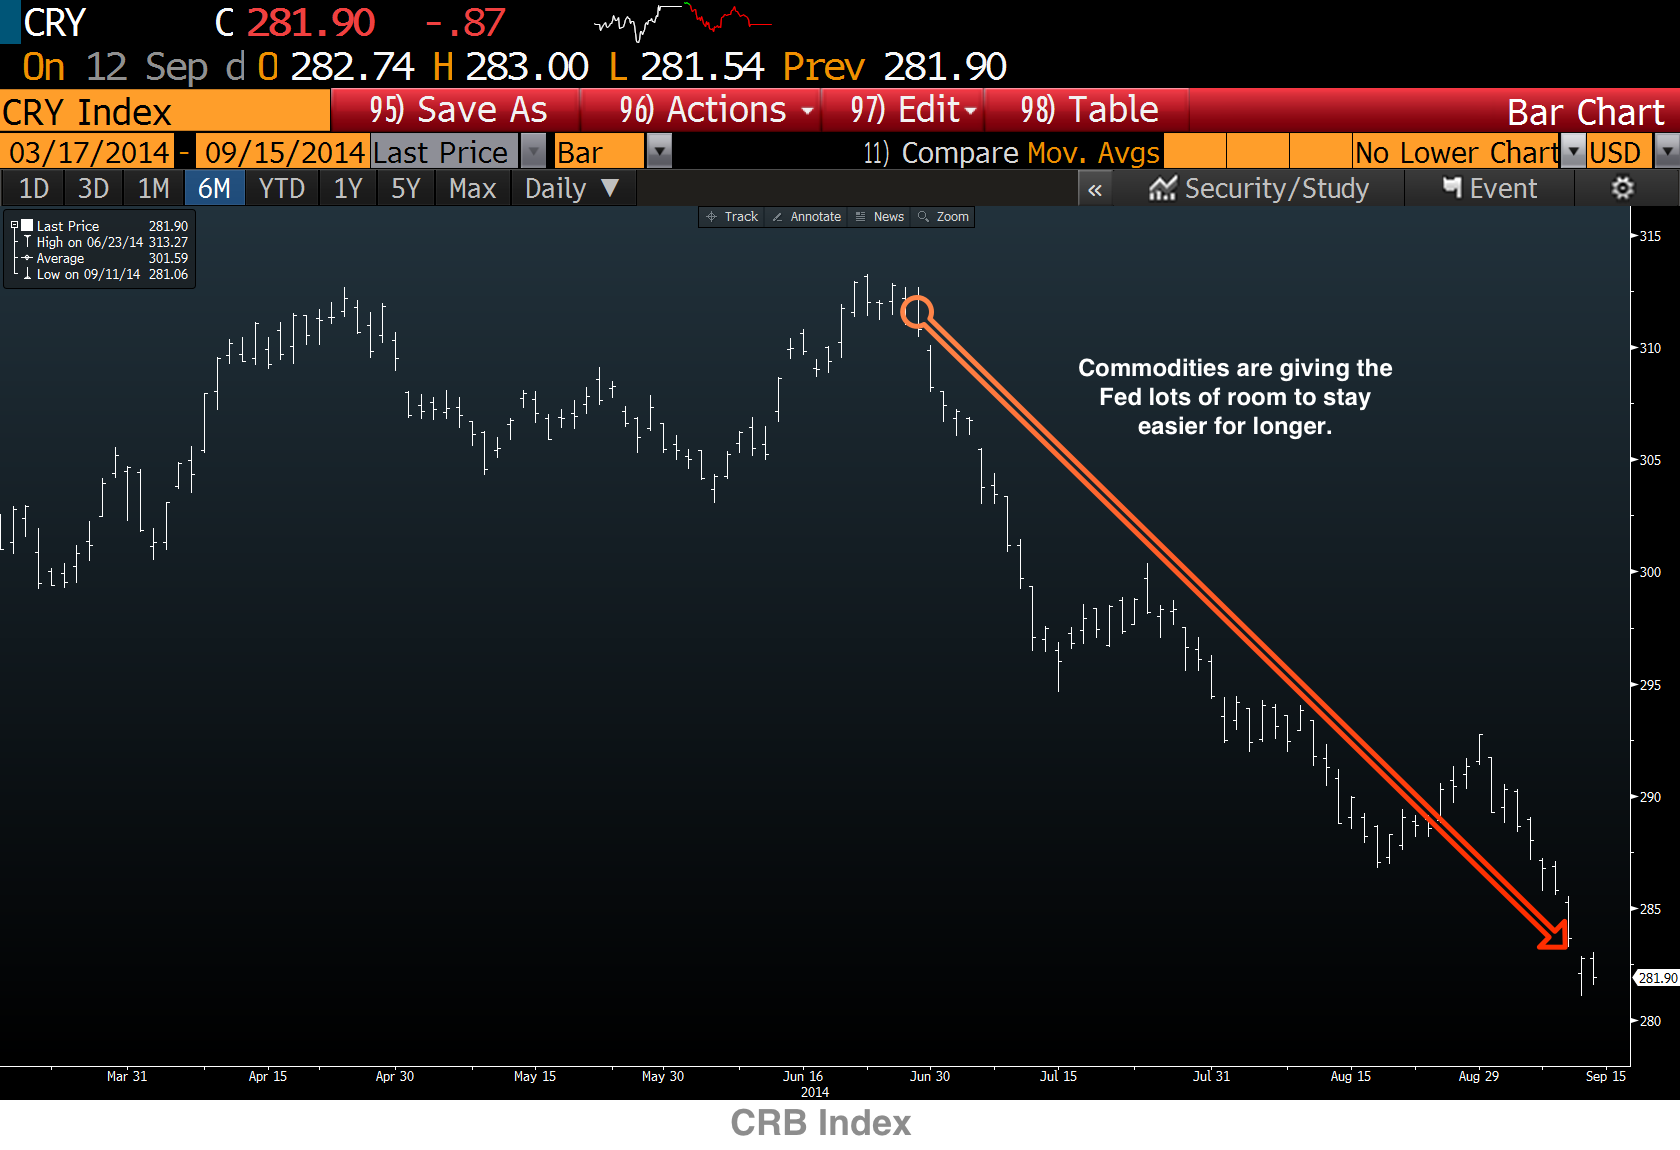 CRY C 281.90 -.87
On 12 Sep d O 282.74 H 283.00 L 281.54 Prev 281.90
CRY Index 95) Save As 96) Actions 97) Edit 98) Table Bar Chart
03/17/2014 - 09/15/2014 Last Price Bar 11) Compare Mov. Avgs No Lower Chart USD
1D 3D 1M 6M YTD 1Y 5Y Max Daily ▼ « Security/Study Event
Track Annotate News Zoom
Last Price 281.90
High on 06/23/14 313.27
Average 301.59
Low on 09/11/14 281.06
Commodities are giving the
Fed lots of room to stay
easier for longer.
315
310
305
300
295
290
285
281.90
280
Mar 31 Apr 15 Apr 30 May 15 May 30 Jun 16 Jun 30 Jul 15 Jul 31 Aug 15 Aug 29 Sep 15
2014
CRB Index